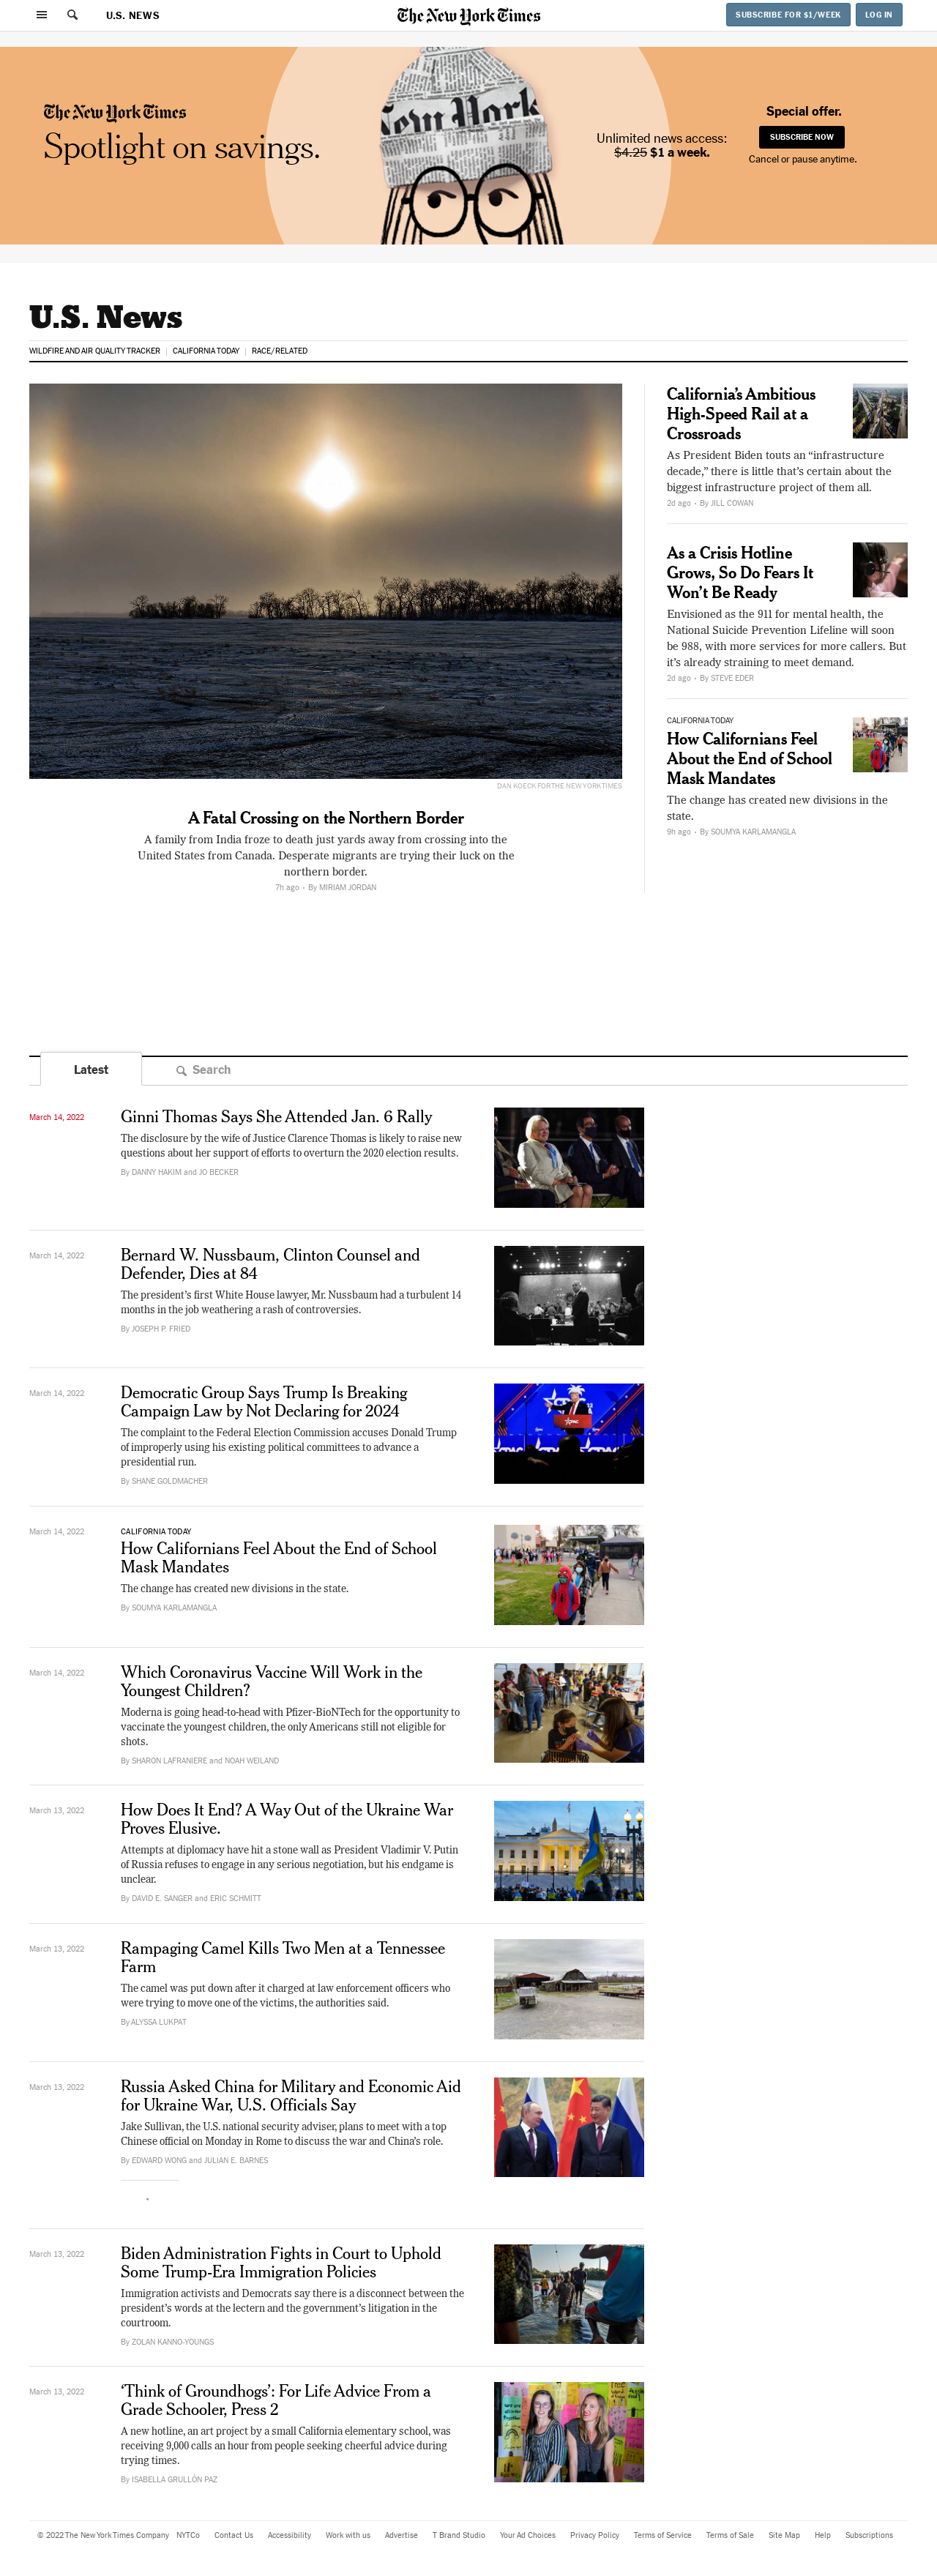 U.S. NEWS
The New York Times
SUBSCRIBE FOR $1/WEEK
LOG IN
The New York Times
Spotlight on savings.
New York
Unlimited news access:
$4.25 $1 a week.
Special offer.
SUBSCRIBE NOW
Cancel or pause anytime.
U.S. News
WILDFIRE AND AIR QUALITY TRACKER
CALIFORNIA TODAY
RACE/RELATED
DAN KOECK FOR THE NEW YORK TIMES
A Fatal Crossing on the Northern Border
A family from India froze to death just yards away from crossing into the
United States from Canada. Desperate migrants are trying their luck on the
northern border.
7h ago • By MIRIAM JORDAN
California’s Ambitious
High-Speed Rail at a
Crossroads
As President Biden touts an “infrastructure
decade,” there is little that’s certain about the
biggest infrastructure project of them all.
2d ago • By JILL COWAN
As a Crisis Hotline
Grows, So Do Fears It
Won’t Be Ready
Envisioned as the 911 for mental health, the
National Suicide Prevention Lifeline will soon
be 988, with more services for more callers. But
it’s already straining to meet demand.
2d ago • By STEVE EDER
CALIFORNIA TODAY
How Californians Feel
About the End of School
Mask Mandates
The change has created new divisions in the
state.
9h ago • By SOUMYA KARLAMANGLA
Latest
Search
March 14, 2022
Ginni Thomas Says She Attended Jan. 6 Rally
The disclosure by the wife of Justice Clarence Thomas is likely to raise new
questions about her support of efforts to overturn the 2020 election results.
By DANNY HAKIM and JO BECKER
March 14, 2022
Bernard W. Nussbaum, Clinton Counsel and
Defender, Dies at 84
The president’s first White House lawyer, Mr. Nussbaum had a turbulent 14
months in the job weathering a rash of controversies.
By JOSEPH P. FRIED
March 14, 2022
Democratic Group Says Trump Is Breaking
Campaign Law by Not Declaring for 2024
The complaint to the Federal Election Commission accuses Donald Trump
of improperly using his existing political committees to advance a
presidential run.
By SHANE GOLDMACHER
March 14, 2022
CALIFORNIA TODAY
How Californians Feel About the End of School
Mask Mandates
The change has created new divisions in the state.
By SOUMYA KARLAMANGLA
March 14, 2022
Which Coronavirus Vaccine Will Work in the
Youngest Children?
Moderna is going head-to-head with Pfizer-BioNTech for the opportunity to
vaccinate the youngest children, the only Americans still not eligible for
shots.
By SHARON LAFRANIERE and NOAH WEILAND
March 13, 2022
How Does It End? A Way Out of the Ukraine War
Proves Elusive.
Attempts at diplomacy have hit a stone wall as President Vladimir V. Putin
of Russia refuses to engage in any serious negotiation, but his endgame is
unclear.
By DAVID E. SANGER and ERIC SCHMITT
March 13, 2022
Rampaging Camel Kills Two Men at a Tennessee
Farm
The camel was put down after it charged at law enforcement officers who
were trying to move one of the victims, the authorities said.
By ALYSSA LUKPAT
March 13, 2022
Russia Asked China for Military and Economic Aid
for Ukraine War, U.S. Officials Say
Jake Sullivan, the U.S. national security adviser, plans to meet with a top
Chinese official on Monday in Rome to discuss the war and China’s role.
By EDWARD WONG and JULIAN E. BARNES
March 13, 2022
Biden Administration Fights in Court to Uphold
Some Trump-Era Immigration Policies
Immigration activists and Democrats say there is a disconnect between the
president’s words at the lectern and the government’s litigation in the
courtroom.
By ZOLAN KANNO-YOUNGS
March 13, 2022
‘Think of Groundhogs’: For Life Advice From a
Grade Schooler, Press 2
A new hotline, an art project by a small California elementary school, was
receiving 9,000 calls an hour from people seeking cheerful advice during
trying times.
By ISABELLA GRULLÓN PAZ
© 2022 The New York Times Company NYTCo Contact Us Accessibility Work with us Advertise T Brand Studio Your Ad Choices Privacy Policy Terms of Service Terms of Sale Site Map Help Subscriptions